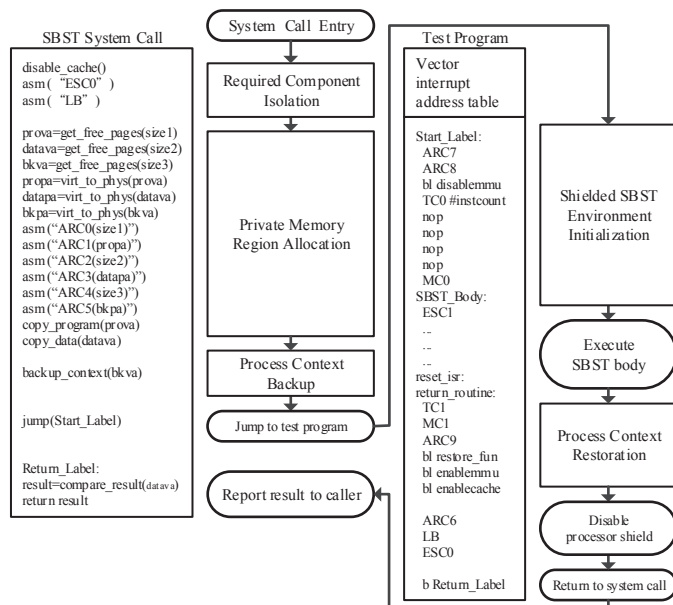 SBST System Call
disable_cache()
asm( “ESC0” )
asm( “LB” )
prova=get_free_pages(size1)
datava=get_free_pages(size2)
bkva=get_free_pages(size3)
propa=virt_to_phys(prova)
datapa=virt_to_phys(datava)
bkpa=virt_to_phys(bkva)
asm(“ARC0(size1)”)
asm(“ARC1(propa)”)
asm(“ARC2(size2)”)
asm(“ARC3(datapa)”)
asm(“ARC4(size3)”)
asm(“ARC5(bkpa)”)
copy_program(prova)
copy_data(datava)
backup_context(bkva)
jump(Start_Label)
Return_Label:
result=compare_result(datava)
return result
System Call Entry
Required Component
Isolation
Private Memory
Region Allocation
Process Context
Backup
Jump to test program
Report result to caller
Test Program
Vector
interrupt
address table
Start_Label:
ARC7
ARC8
bl disablemmu
TC0 #instcount
nop
nop
nop
nop
MC0
SBST_Body:
ESC1
...
...
...
reset_isr:
return_routine:
TC1
MC1
ARC9
bl restore_fun
bl enablemmu
bl enablecache
ARC6
LB
ESC0
b Return_Label
Shielded SBST
Environment
Initialization
Execute
SBST body
Process Context
Restoration
Disable
processor shield
Return to system call